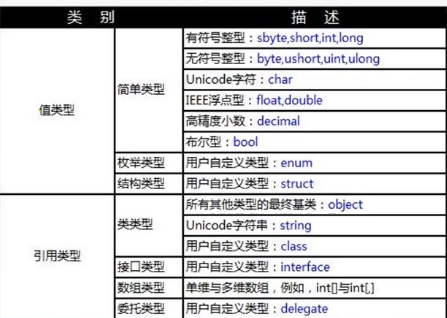 类 别 描 述
值类型 简单类型 有符号整型：sbyte,short,int,long
无符号整型：byte,ushort,uint,ulong
Unicode字符：char
IEEE浮点型：float,double
高精度小数：decimal
布尔型：bool
枚举类型 用户自定义类型：enum
结构类型 用户自定义类型：struct
引用类型 类类型 所有其他类型的最终基类：object
Unicode字符串：string
用户自定义类型：class
接口类型 用户自定义类型：interface
数组类型 单维与多维数组，例如，int[]与int[,]
委托类型 用户自定义类型：delegate